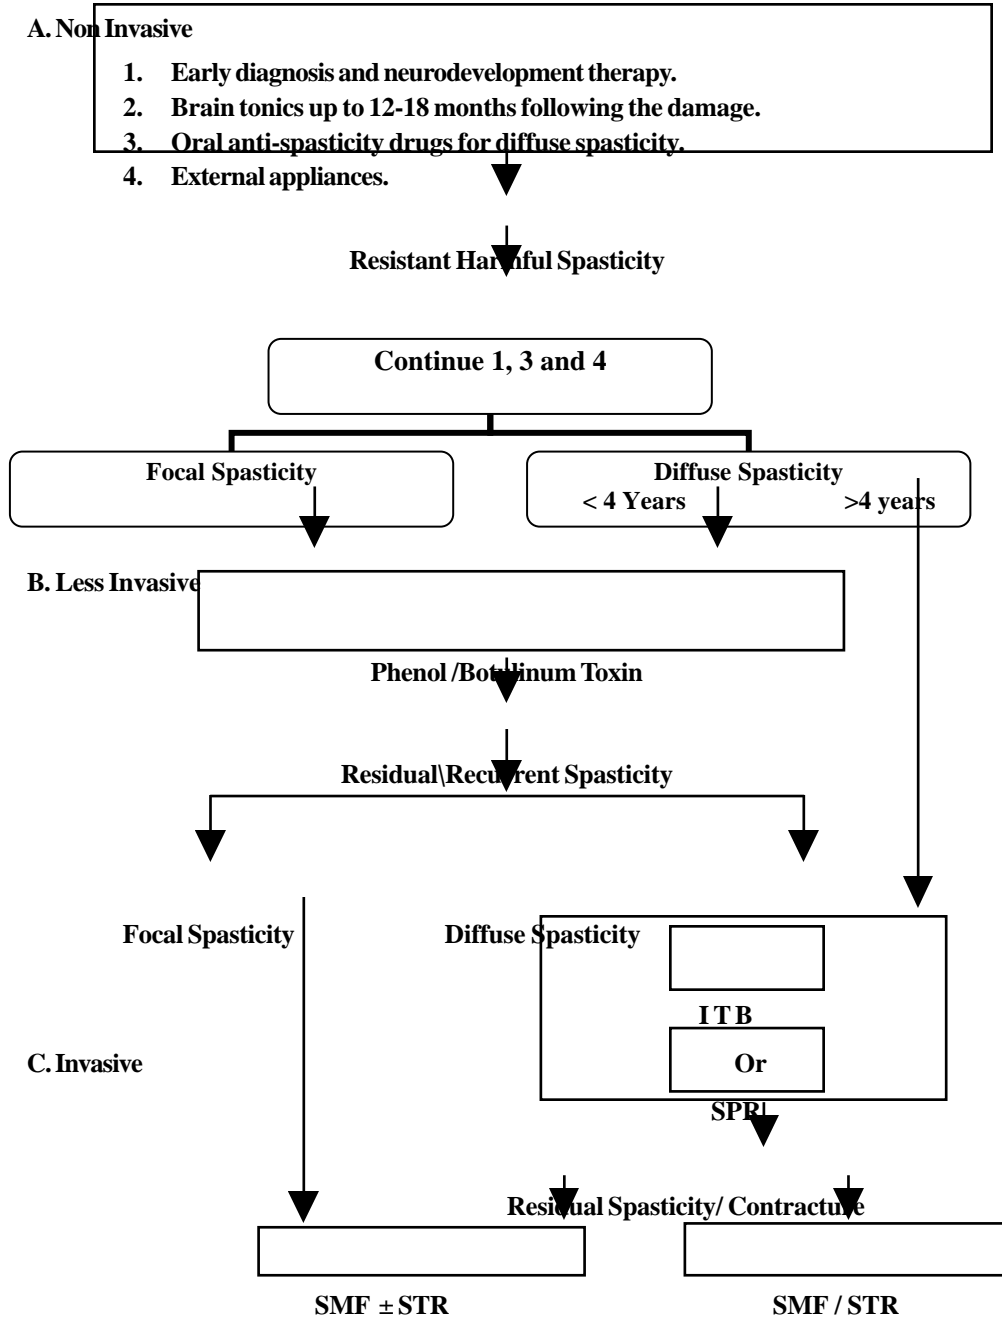 A. Non Invasive
1. Early diagnosis and neurodevelopment therapy.
2. Brain tonics up to 12-18 months following the damage.
3. Oral anti-spasticity drugs for diffuse spasticity.
4. External appliances.
Resistant Harmful Spasticity
Continue 1, 3 and 4
Focal Spasticity
Diffuse Spasticity
< 4 Years >4 years
B. Less Invasive
Phenol /Botulinum Toxin
Residual\Recurrent Spasticity
Focal Spasticity Diffuse Spasticity
I T B
C. Invasive Or
SPR
Residual Spasticity/ Contracture
SMF ± STR SMF / STR